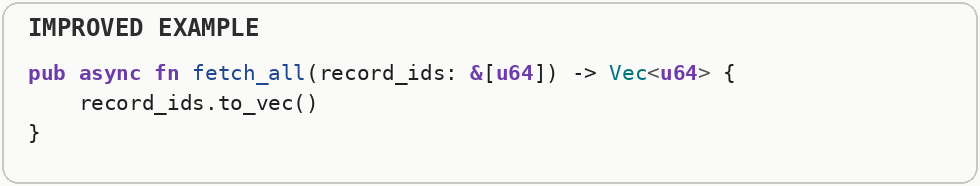 IMPROVED EXAMPLE
pub async fn fetch_all(record_ids: &[u64]) -> Vec<u64> {
    record_ids.to_vec()
}